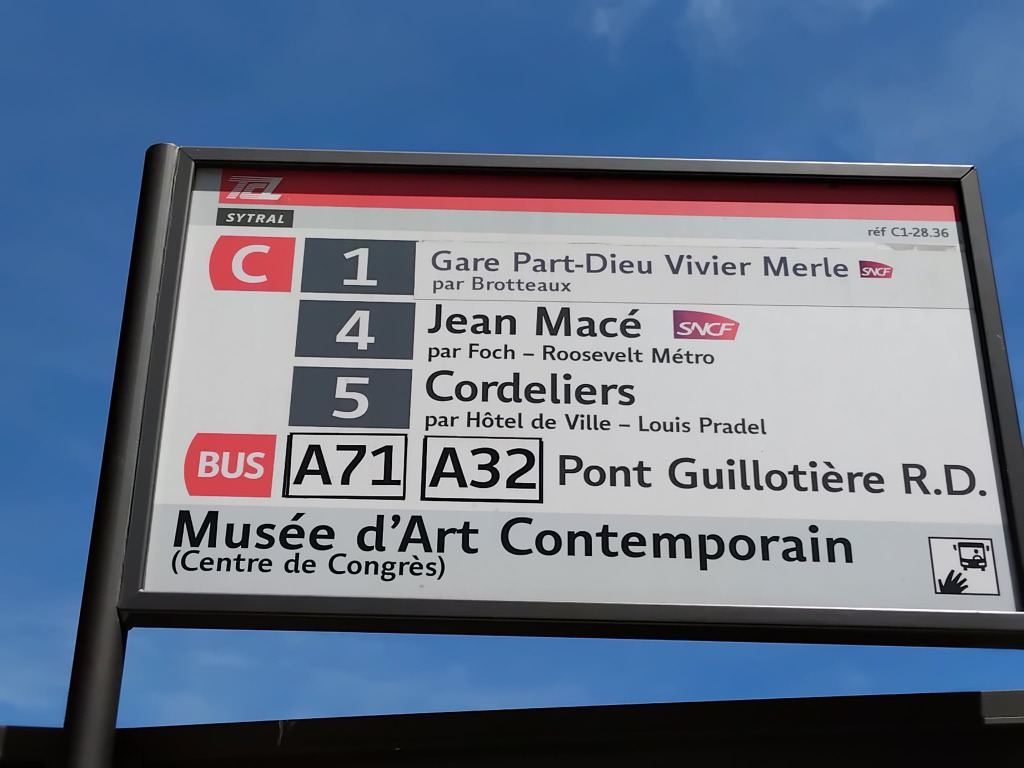 TCL
SYTRAL
réf C1-28.36
C 1 Gare Part-Dieu Vivier Merle SNCF
par Brotteaux
4 Jean Macé SNCF
par Foch – Roosevelt Métro
5 Cordeliers
par Hôtel de Ville – Louis Pradel
BUS A71 A32 Pont Guillotière R.D.
Musée d'Art Contemporain
(Centre de Congrès)